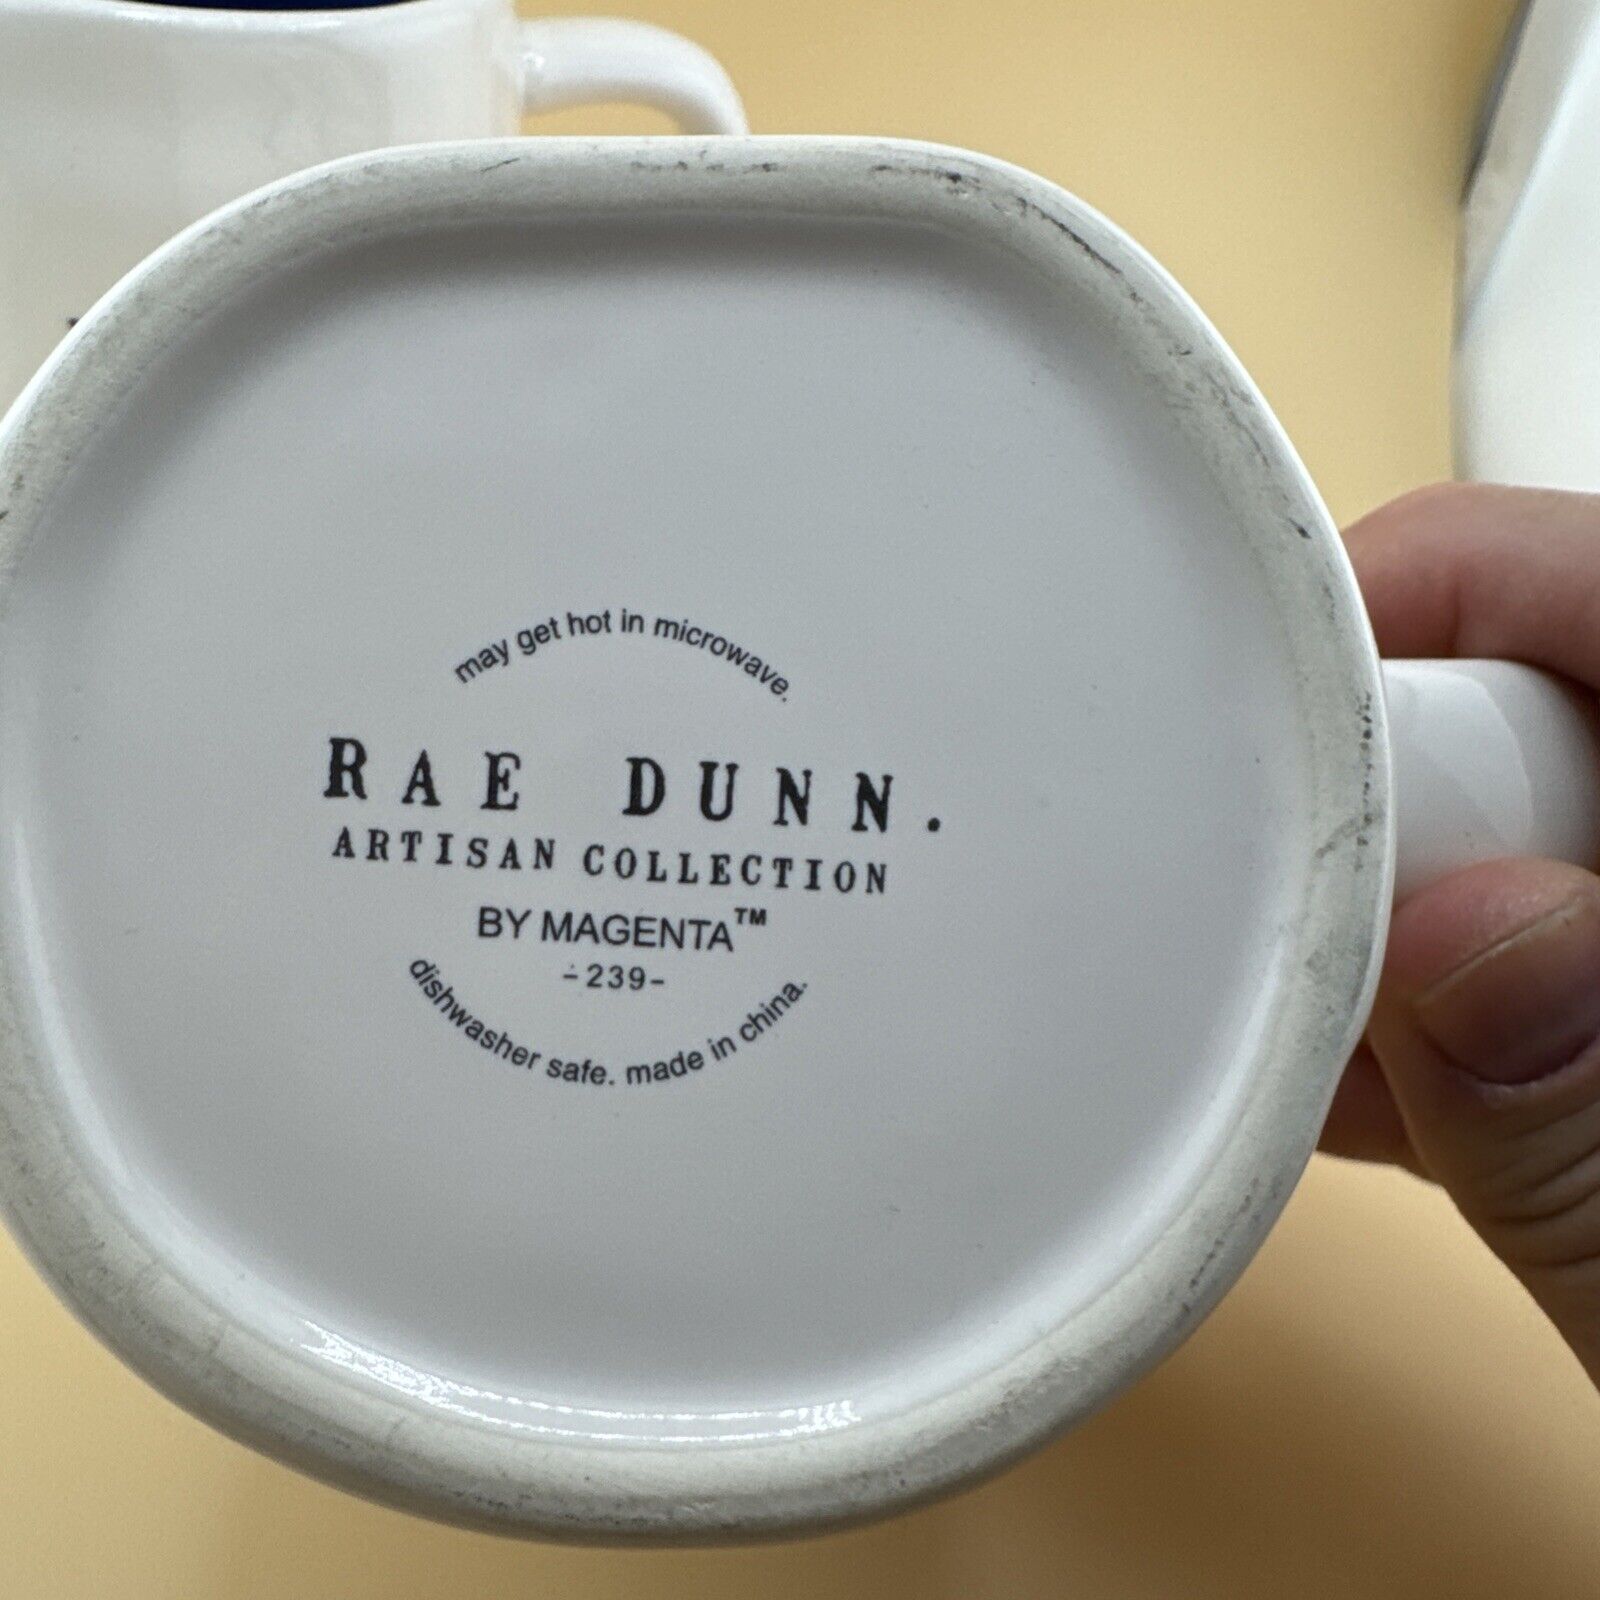 may get hot in microwave.
RAE DUNN.
ARTISAN COLLECTION
BY MAGENTA™
-239-
dishwasher safe. made in china.